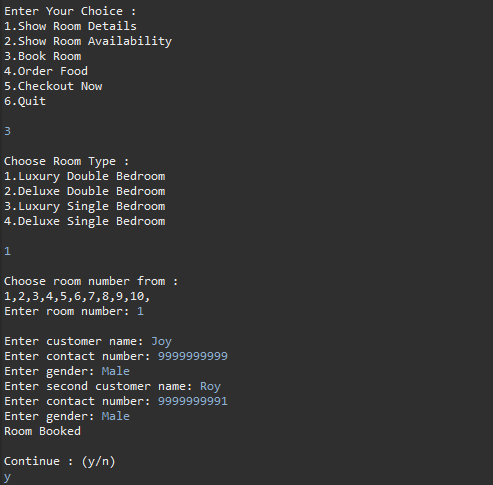 Enter Your Choice :
1.Show Room Details
2.Show Room Availability
3.Book Room
4.Order Food
5.Checkout Now
6.Quit
3
Choose Room Type :
1.Luxury Double Bedroom
2.Deluxe Double Bedroom
3.Luxury Single Bedroom
4.Deluxe Single Bedroom
1
Choose room number from :
1,2,3,4,5,6,7,8,9,10,
Enter room number: 1
Enter customer name: Joy
Enter contact number: 9999999999
Enter gender: Male
Enter second customer name: Roy
Enter contact number: 9999999991
Enter gender: Male
Room Booked
Continue : (y/n)
y